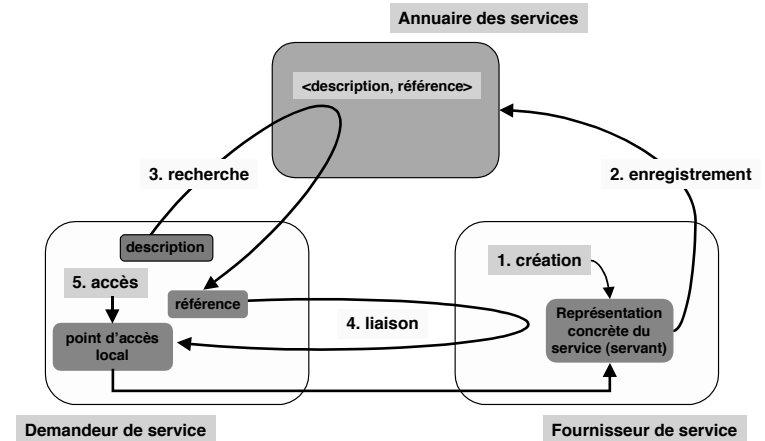 Annuaire des services
<description, référence>
3. recherche
2. enregistrement
description
1. création
5. accès
référence
4. liaison
Représentation
concrète du
service (servant)
point d'accès
local
Demandeur de service
Fournisseur de service